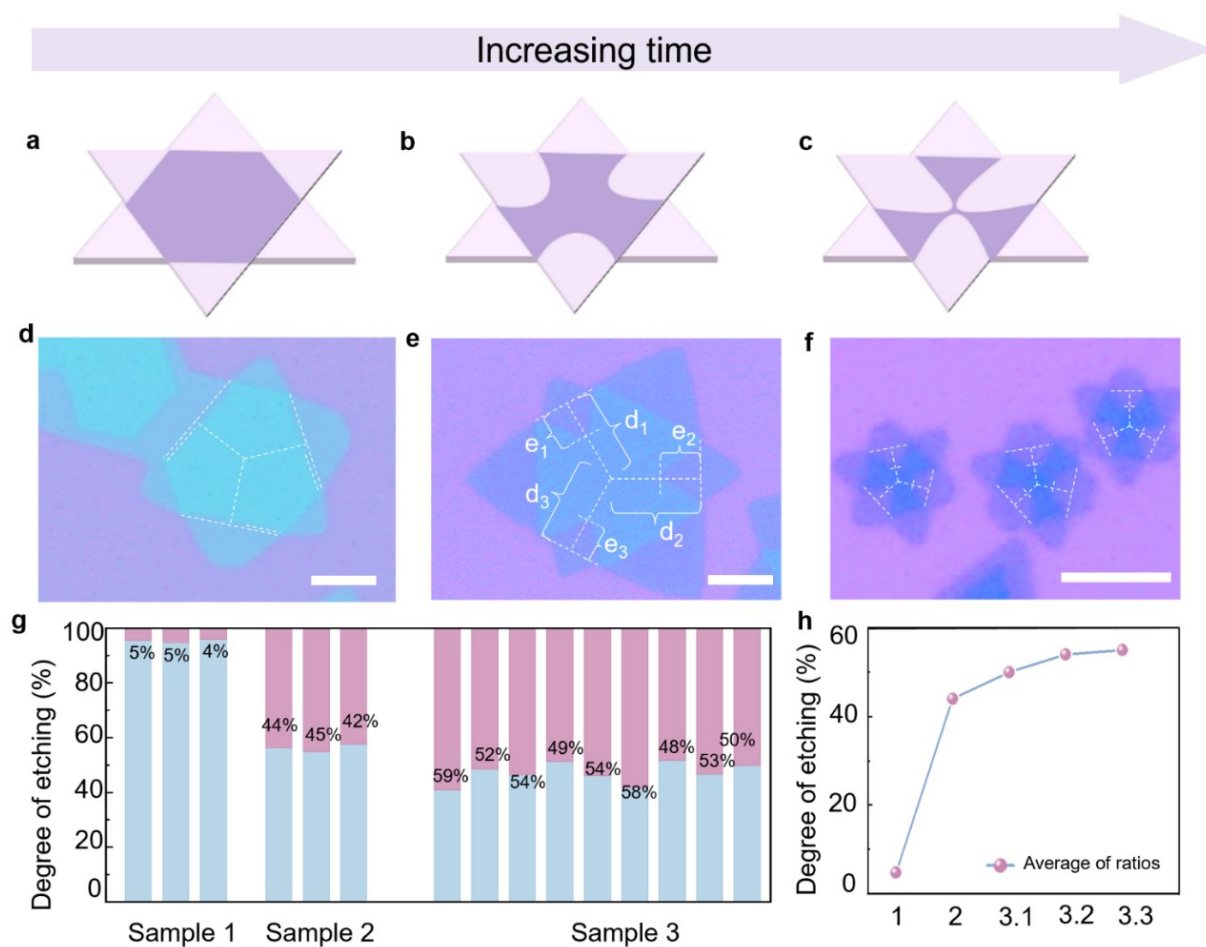 Increasing time
a
b
c
d
e
f
e1
d1
e2
d3
d2
e3
g
h
100
80
60
40
20
0
Degree of etching (%)
5%
5%
4%
44%
45%
42%
59%
52%
54%
49%
54%
58%
48%
53%
50%
Sample 1
Sample 2
Sample 3
60
40
20
0
Degree of etching (%)
Average of ratios
1
2
3.1
3.2
3.3